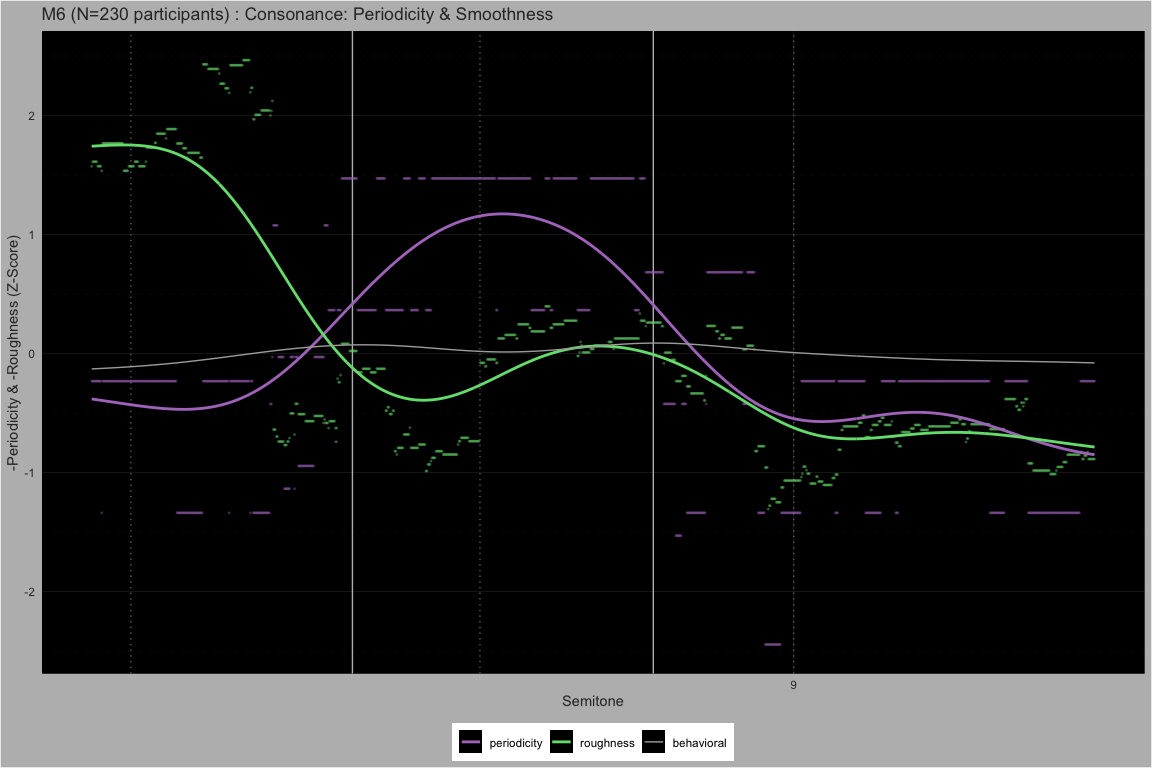 M6 (N=230 participants) : Consonance: Periodicity & Smoothness
-Periodicity & -Roughness (Z-Score)
2
1
0
-1
-2
9
Semitone
periodicity roughness behavioral